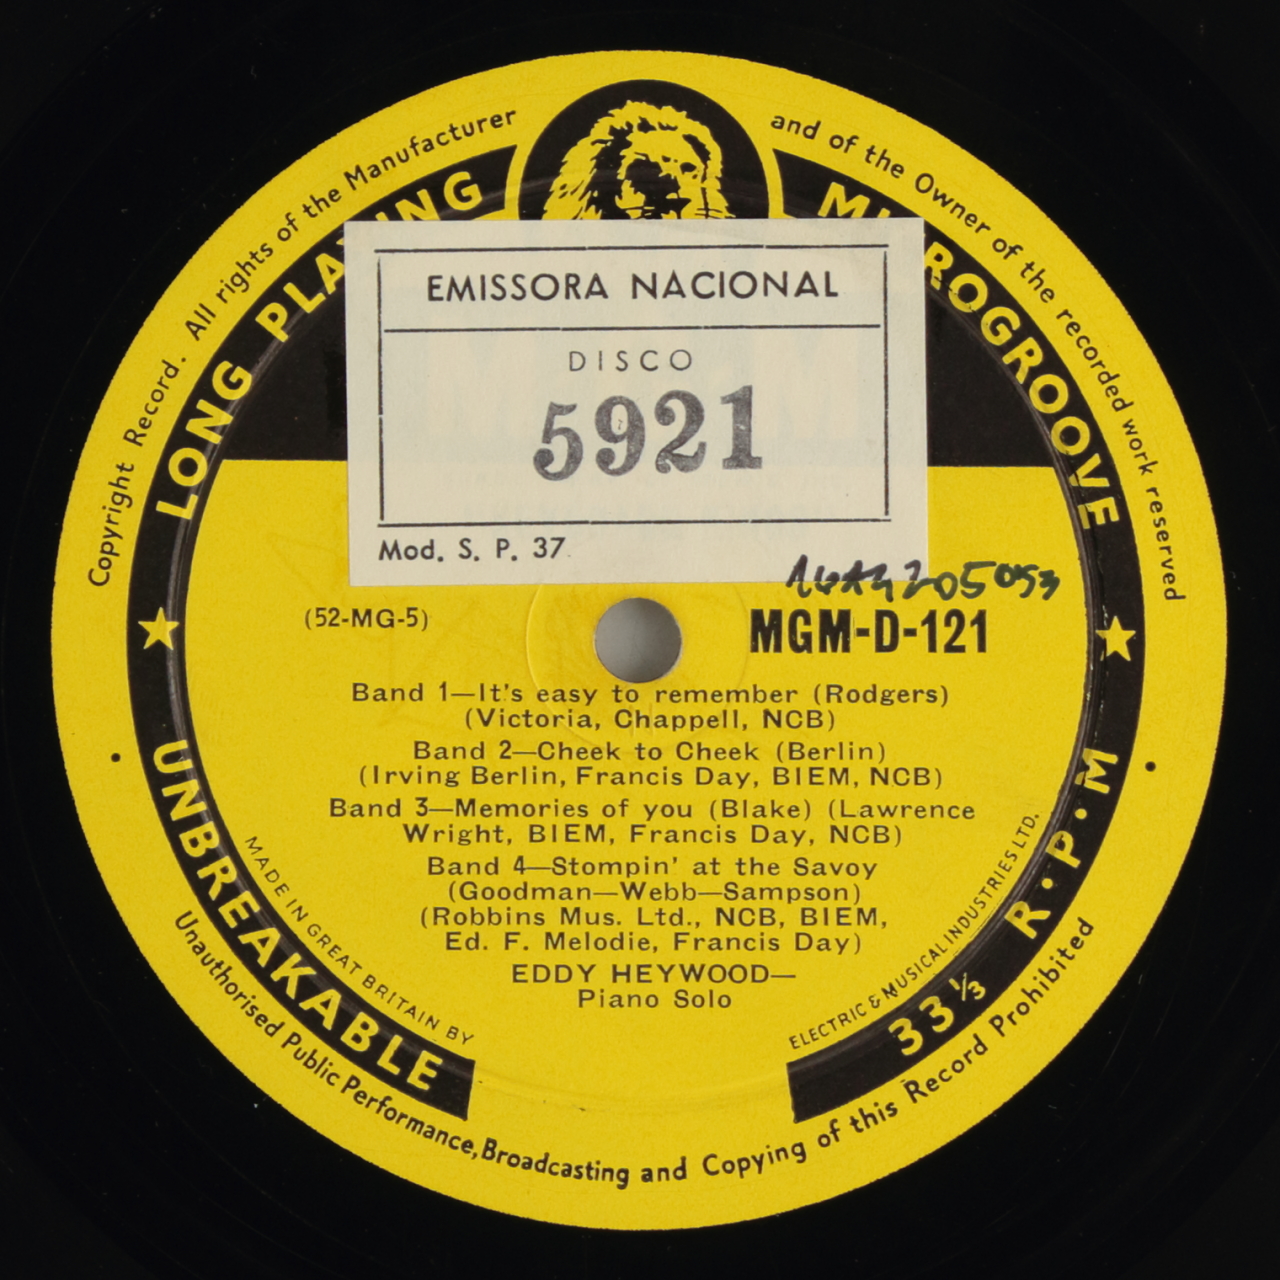 Copyright Record. All rights of the Manufacturer and of the Owner of the recorded work reserved
LONG
EMISSORA NACIONAL
DISCO
5921
Mod. S. P. 37
(52-MG-5)
MGM-D-121
Band 1—It's easy to remember (Rodgers)
(Victoria, Chappell, NCB)
Band 2—Cheek to Cheek (Berlin)
(Irving Berlin, Francis Day, BIEM, NCB)
Band 3—Memories of you (Blake) (Lawrence
Wright, BIEM, Francis Day, NCB)
Band 4—Stompin' at the Savoy
(Goodman—Webb—Sampson)
(Robbins Mus. Ltd., NCB, BIEM,
Ed. F. Melodie, Francis Day)
EDDY HEYWOOD—
Piano Solo
UNBREAKABLE
33⅓ R·P·M
MADE IN GREAT BRITAIN BY
ELECTRIC & MUSICAL INDUSTRIES LTD.
Unauthorised Public Performance, Broadcasting and Copying of this Record Prohibited